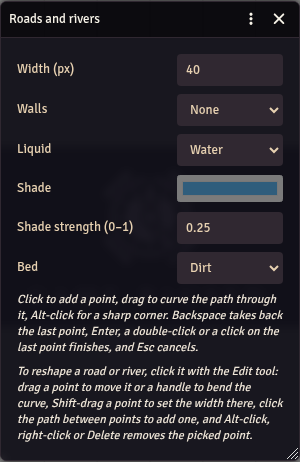 Roads and rivers
Width (px)
40
Walls
None
Liquid
Water
Shade
Shade strength (0–1)
0.25
Bed
Dirt
Click to add a point, drag to curve the path through
it, Alt-click for a sharp corner. Backspace takes back
the last point, Enter, a double-click or a click on the
last point finishes, and Esc cancels.
To reshape a road or river, click it with the Edit tool:
drag a point to move it or a handle to bend the
curve, Shift-drag a point to set the width there, click
the path between points to add one, and Alt-click,
right-click or Delete removes the picked point.